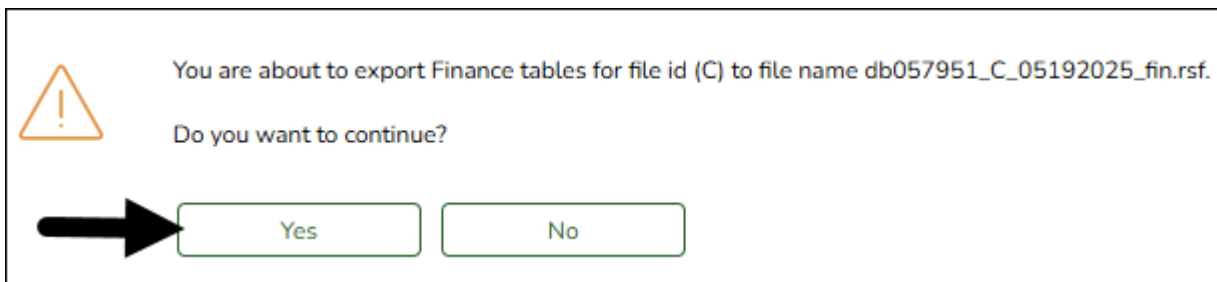 You are about to export Finance tables for file id (C) to file name db057951_C_05192025_fin.rsf.
Do you want to continue?
Yes No